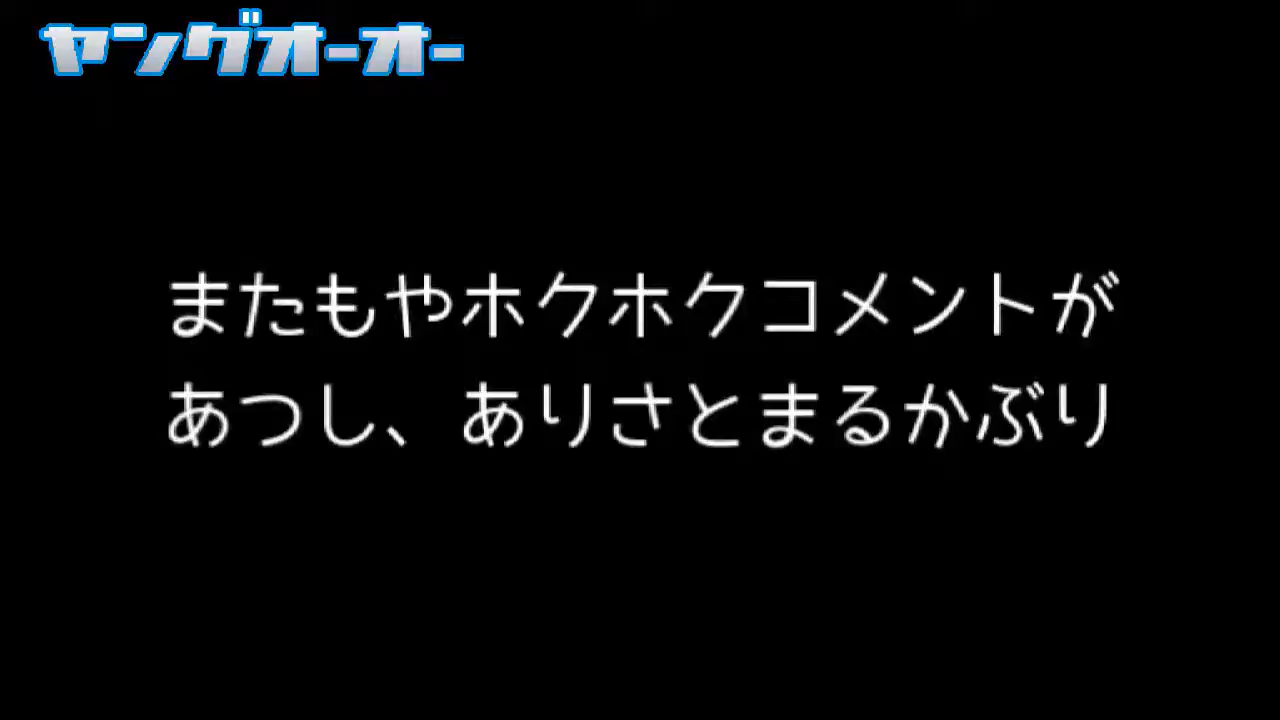 ヤングオーオー
またもやホクホクコメントが
あつし、ありさとまるかぶり